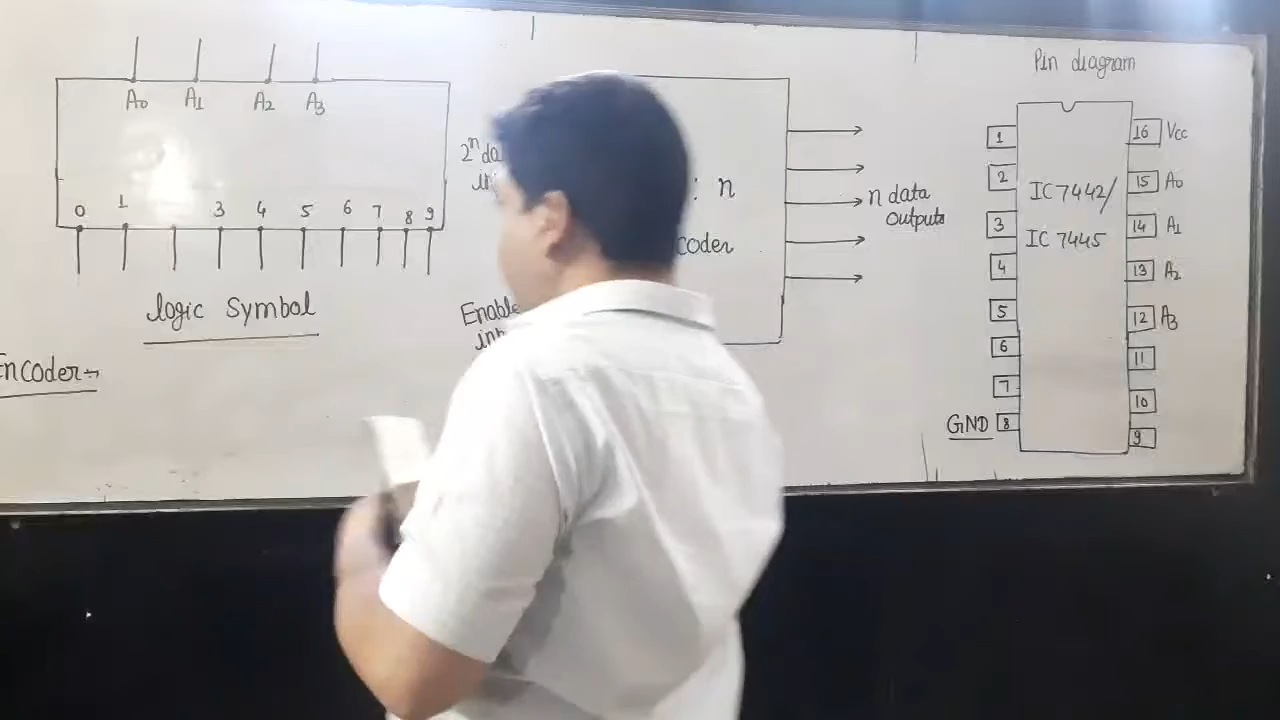 A0 A1 A2 A3
0 1 3 4 5 6 7 8 9
logic symbol
Encoder→
2^n
Enable
: n
coder
n data
outputs
Pin diagram
1 16 Vcc
2 15 A0
3 14 A1
4 13 A2
5 12 A3
6 11
7 10
GND 8 9
IC 7442/
IC 7445